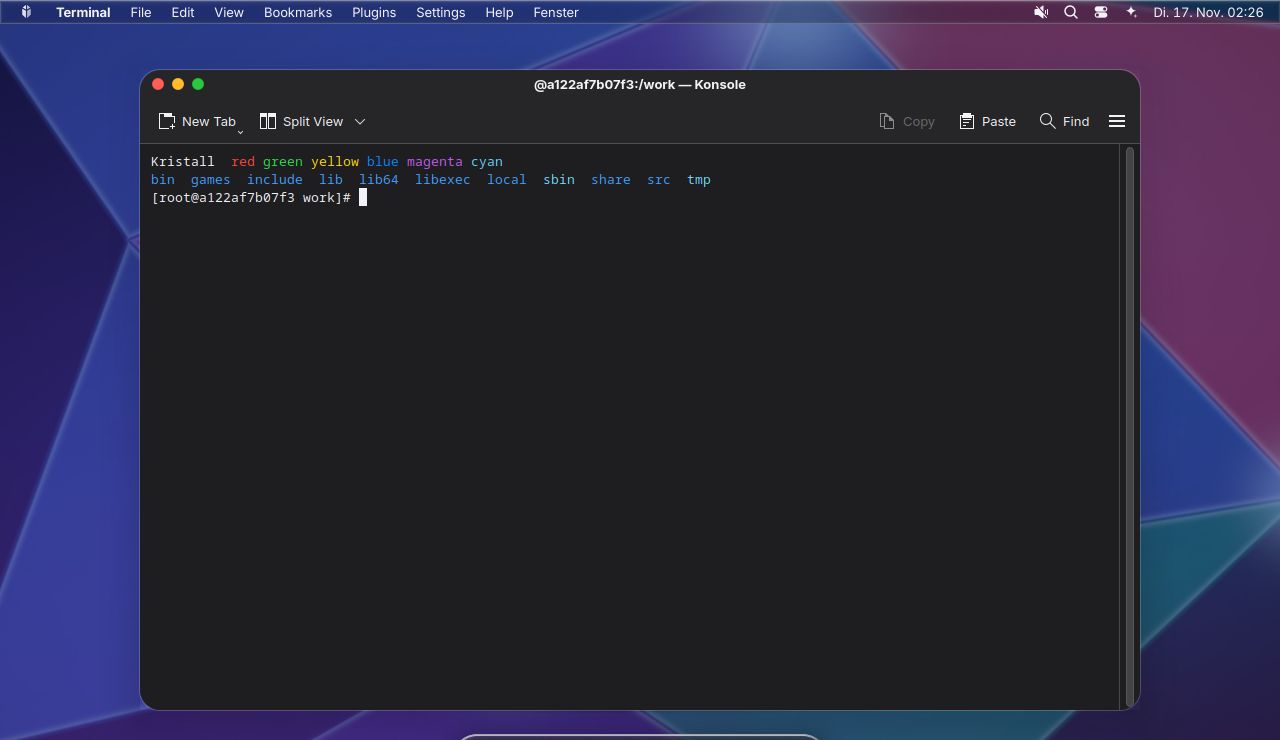 Terminal File Edit View Bookmarks Plugins Settings Help Fenster Di. 17. Nov. 02:26
@a122af7b07f3:/work — Konsole
New Tab Split View Copy Paste Find
Kristall red green yellow blue magenta cyan
bin games include lib lib64 libexec local sbin share src tmp
[root@a122af7b07f3 work]#